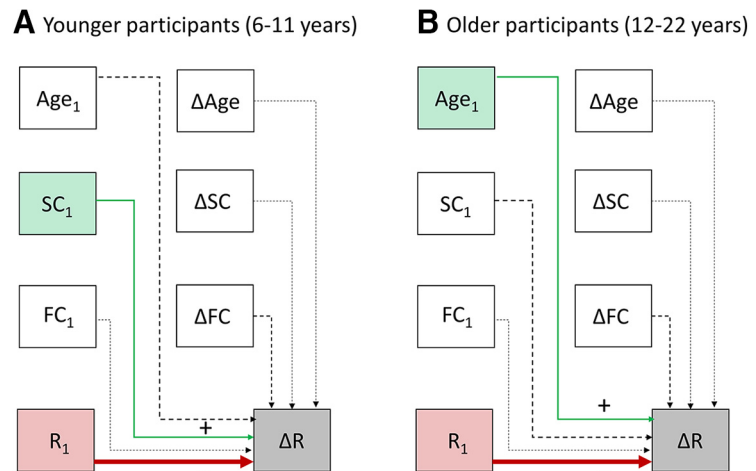 A Younger participants (6-11 years)
Age₁
ΔAge
SC₁
ΔSC
FC₁
ΔFC
+
R₁
ΔR
B Older participants (12-22 years)
Age₁
ΔAge
SC₁
ΔSC
FC₁
ΔFC
+
R₁
ΔR